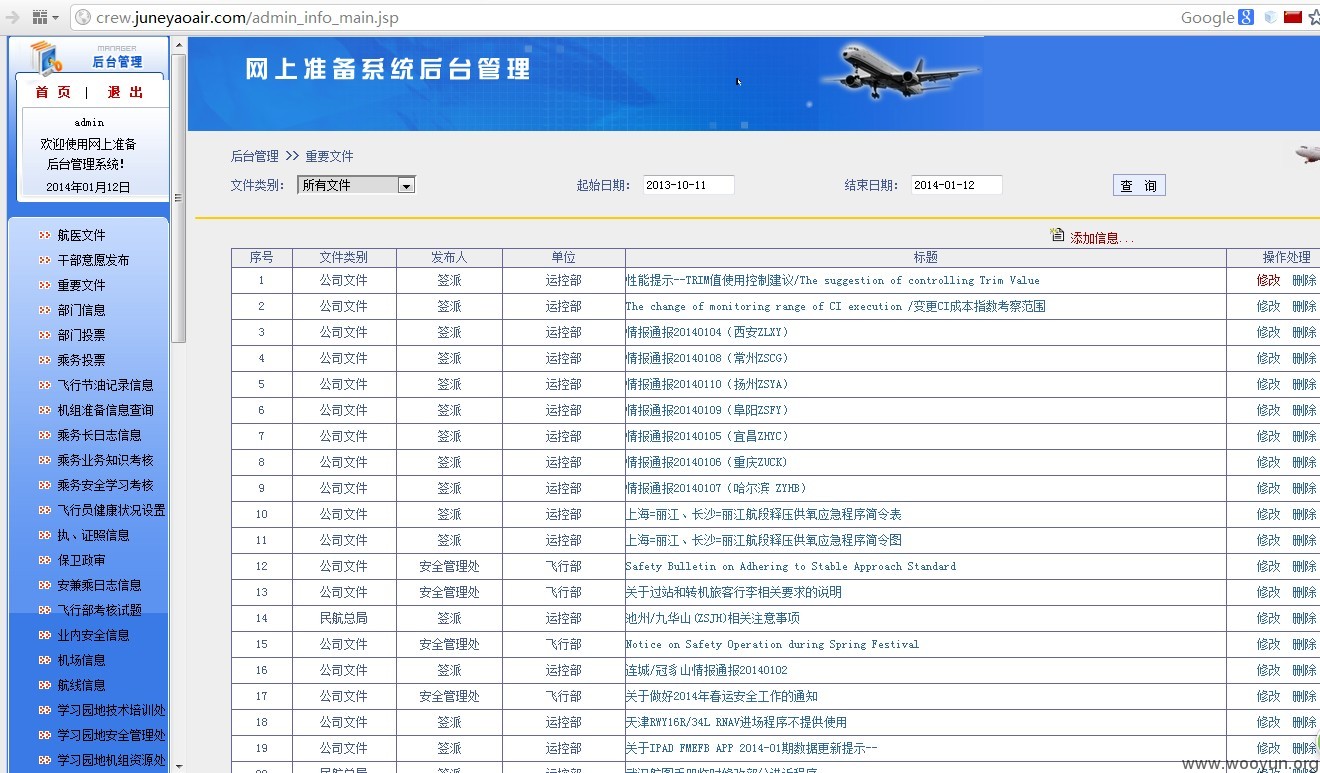 crew.juneyaoair.com/admin_info_main.jsp
Google
MANAGER
后台管理
首 页 | 退 出
admin
欢迎使用网上准备
后台管理系统!
2014年01月12日
航医文件
干部意愿发布
重要文件
部门信息
部门投票
乘务投票
飞行节油记录信息
机组准备信息查询
乘务长日志信息
乘务业务知识考核
乘务安全学习考核
飞行员健康状况设置
执、证照信息
保卫政审
安兼乘日志信息
飞行部考核试题
业内安全信息
机场信息
航线信息
学习园地技术培训处
学习园地安全管理处
学习园地机组资源处
网上准备系统后台管理
后台管理 >> 重要文件
文件类别: 所有文件 起始日期: 2013-10-11 结束日期: 2014-01-12 查 询
添加信息...
序号 文件类别 发布人 单位 标题 操作处理
1 公司文件 签派 运控部 性能提示--TRIM值使用控制建议/The suggestion of controlling Trim Value 修改 删除
2 公司文件 签派 运控部 The change of monitoring range of CI execution /变更CI成本指数考察范围 修改 删除
3 公司文件 签派 运控部 情报通报20140104（西安ZLXY） 修改 删除
4 公司文件 签派 运控部 情报通报20140108（常州ZSCG） 修改 删除
5 公司文件 签派 运控部 情报通报20140110（扬州ZSYA） 修改 删除
6 公司文件 签派 运控部 情报通报20140109（阜阳ZSFY） 修改 删除
7 公司文件 签派 运控部 情报通报20140105（宜昌ZHYC） 修改 删除
8 公司文件 签派 运控部 情报通报20140106（重庆ZUCK） 修改 删除
9 公司文件 签派 运控部 情报通报20140107（哈尔滨 ZYHB） 修改 删除
10 公司文件 签派 运控部 上海=丽江、长沙=丽江航段释压供氧应急程序简令表 修改 删除
11 公司文件 签派 运控部 上海=丽江、长沙=丽江航段释压供氧应急程序简令图 修改 删除
12 公司文件 安全管理处 飞行部 Safety Bulletin on Adhering to Stable Approach Standard 修改 删除
13 公司文件 安全管理处 飞行部 关于过站和转机旅客行李相关要求的说明 修改 删除
14 民航总局 签派 运控部 池州/九华山(ZSJH)相关注意事项 修改 删除
15 公司文件 安全管理处 飞行部 Notice on Safety Operation during Spring Festival 修改 删除
16 公司文件 签派 运控部 连城/冠豸山情报通报20140102 修改 删除
17 公司文件 安全管理处 飞行部 关于做好2014年春运安全工作的通知 修改 删除
18 公司文件 签派 运控部 天津RWY16R/34L RNAV进场程序不提供使用 修改 删除
19 公司文件 签派 运控部 关于IPAD FMEFB APP 2014-01期数据更新提示-- 修改 删除
www.wooyun.org